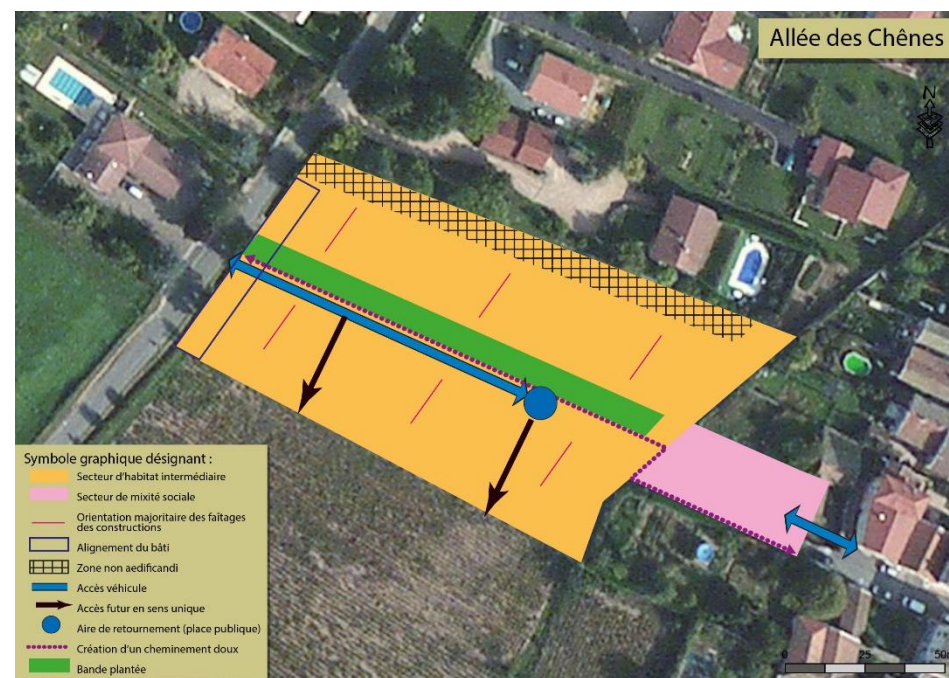 Allée des Chênes
N
Symbole graphique désignant :
Secteur d'habitat intermédiaire
Secteur de mixité sociale
Orientation majoritaire des faîtages
des constructions
Alignement du bâti
Zone non aedificandi
Accès véhicule
Accès futur en sens unique
Aire de retournement (place publique)
Création d'un cheminement doux
Bande plantée
0 25 50